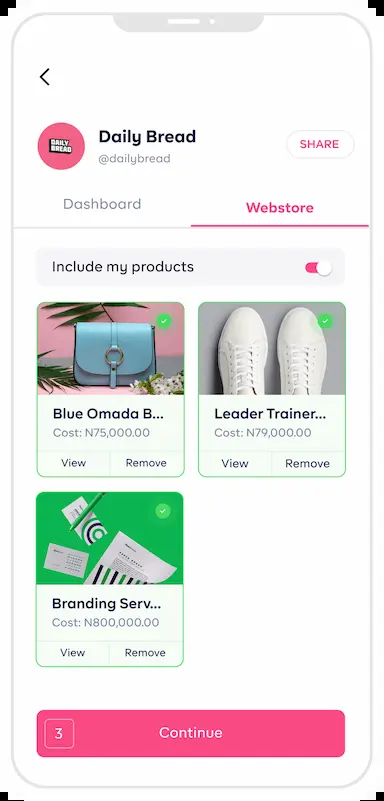 DAILY
BREAD
Daily Bread
@dailybread
SHARE
Dashboard
Webstore
Include my products
Blue Omada B...
Cost: N75,000.00
View
Remove
Leader Trainer...
Cost: N79,000.00
View
Remove
Branding Serv...
Cost: N800,000.00
View
Remove
3
Continue